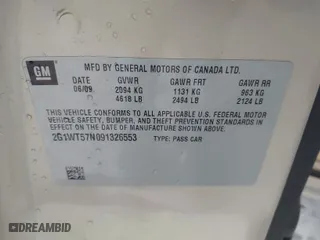 GM
MFD BY GENERAL MOTORS OF CANADA LTD.
DATE GVWR GAWR FRT GAWR RR
06/09 2094 KG 1131 KG 963 KG
4618 LB 2494 LB 2124 LB
THIS VEHICLE CONFORMS TO ALL APPLICABLE U.S. FEDERAL MOTOR
VEHICLE SAFETY, BUMPER, AND THEFT PREVENTION STANDARDS IN EFFECT
ON THE DATE OF MANUFACTURE SHOWN ABOVE.
2G1WT57N091326553 TYPE: PASS CAR
AUTOBIDMASTER